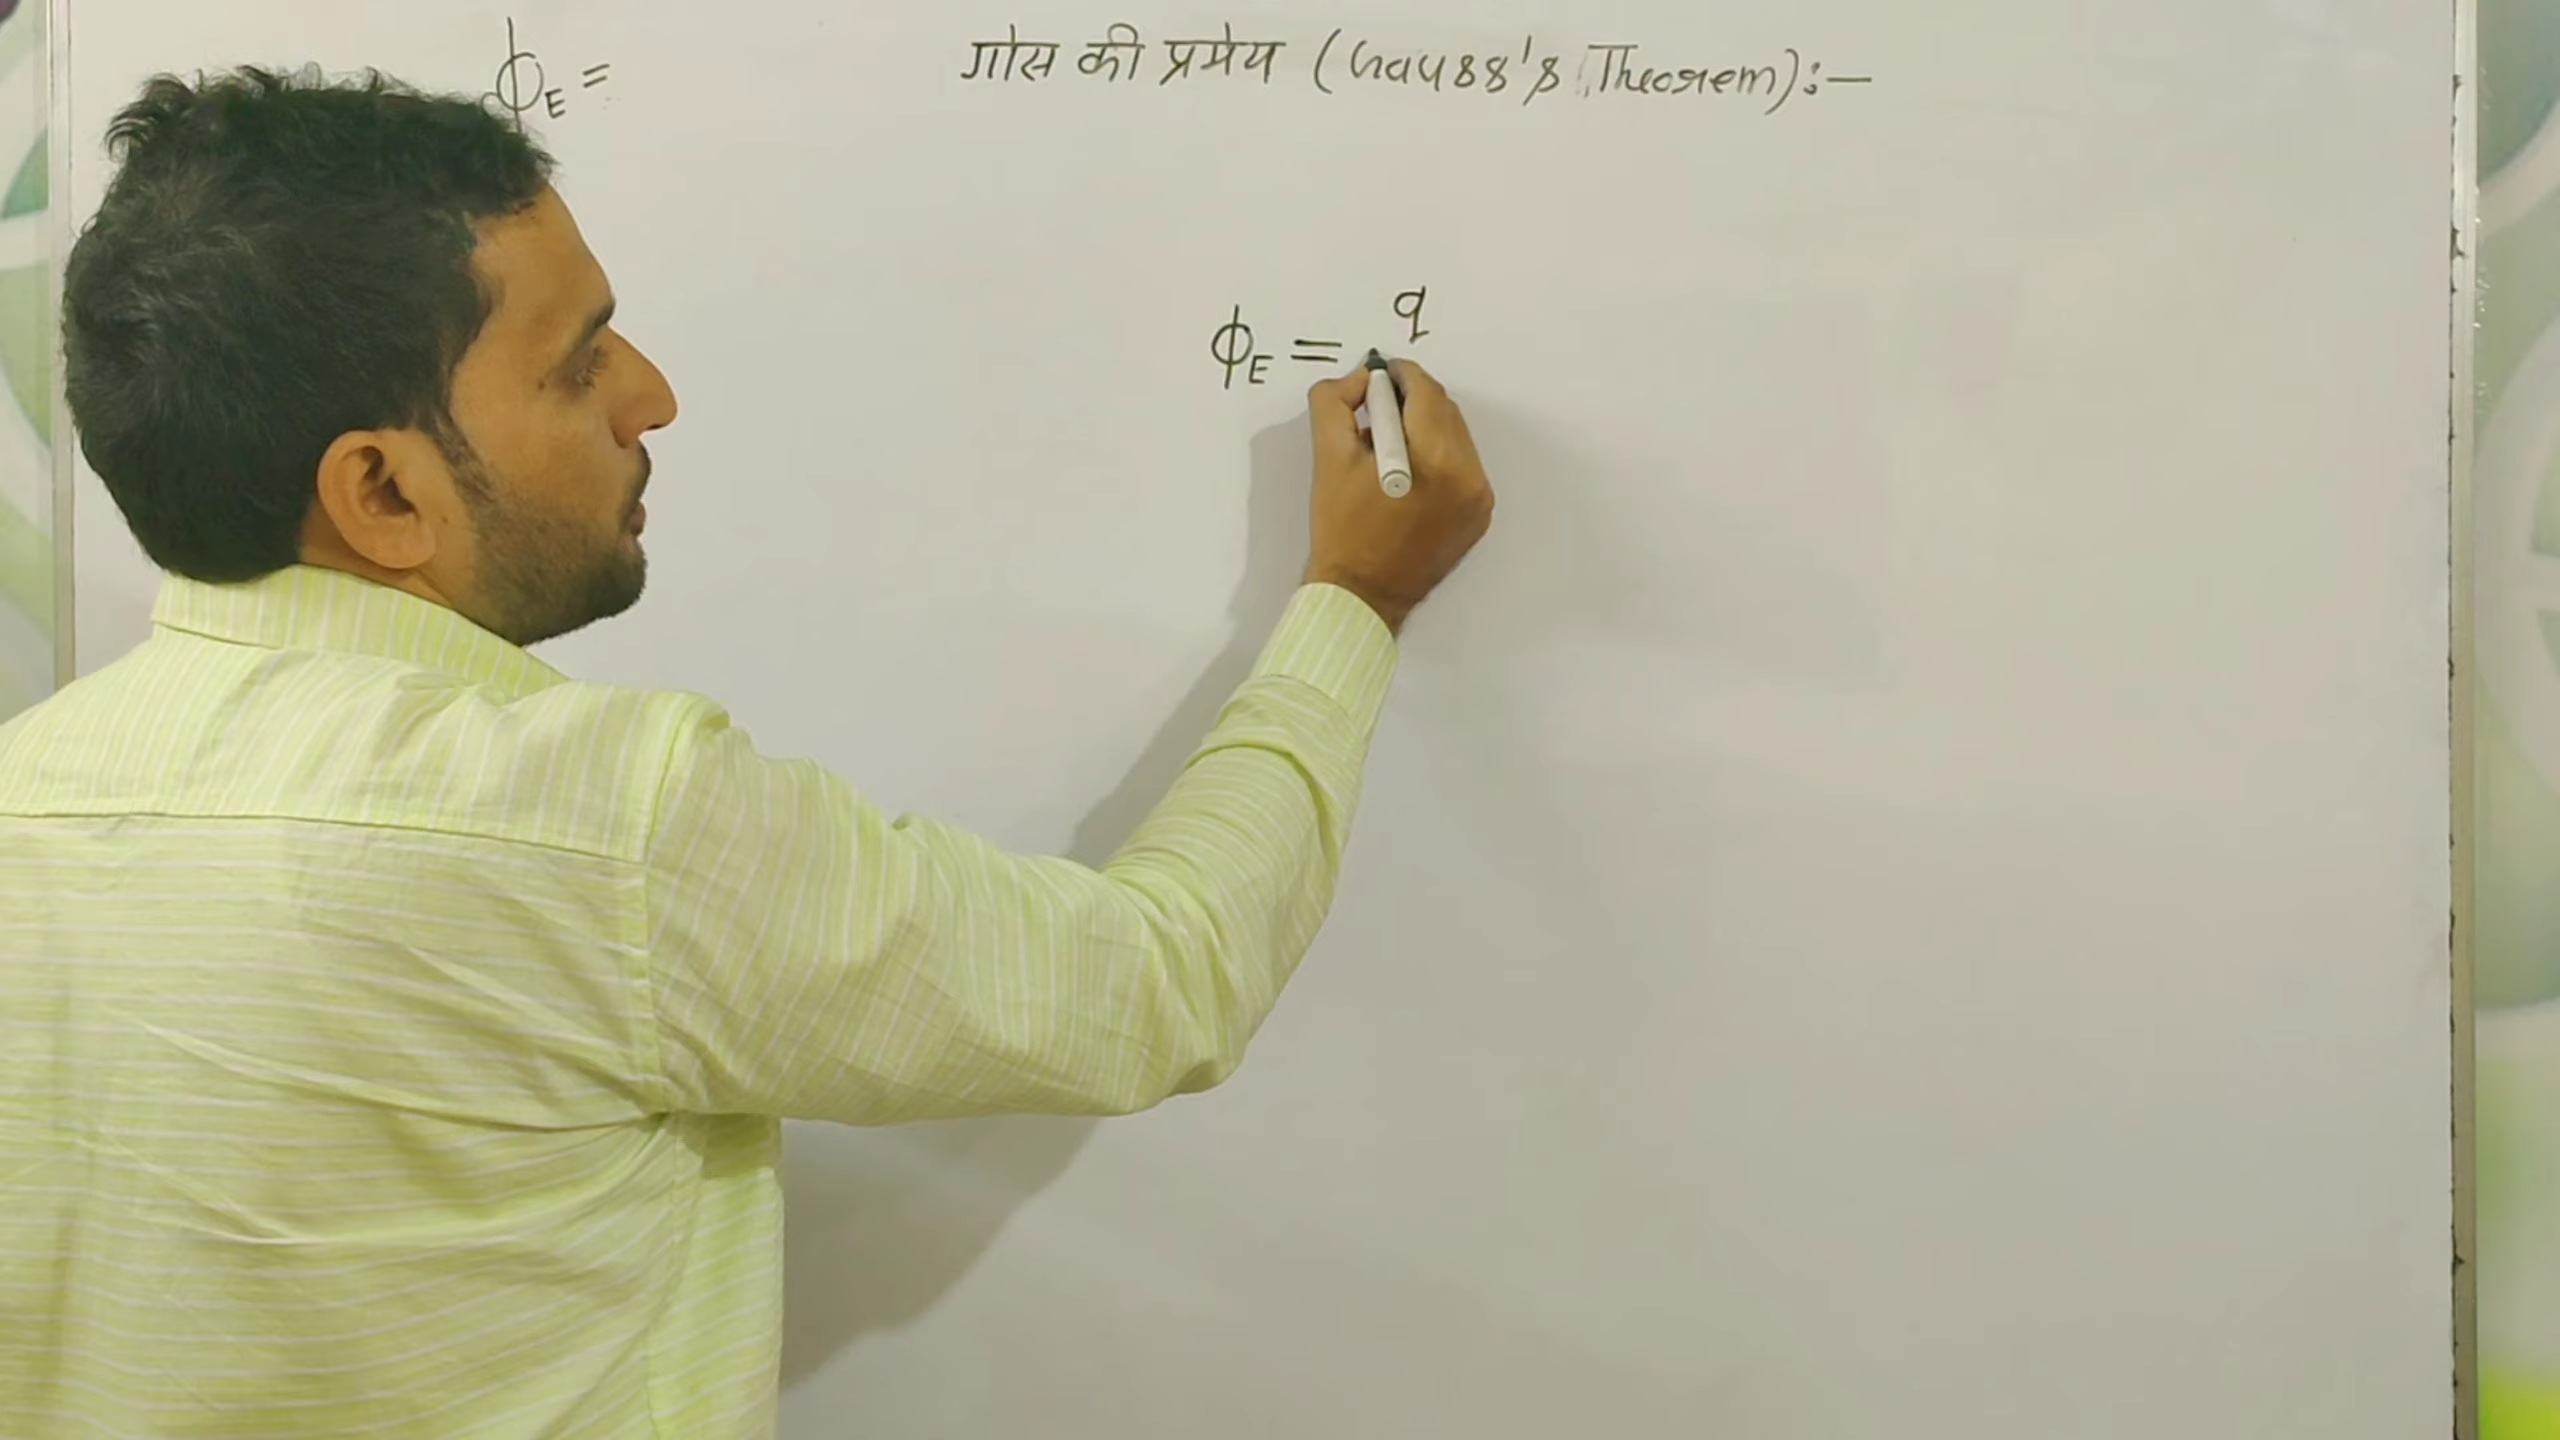 ϕE =
गोस की प्रमेय (Gauss's Theorem):—
ϕE = q